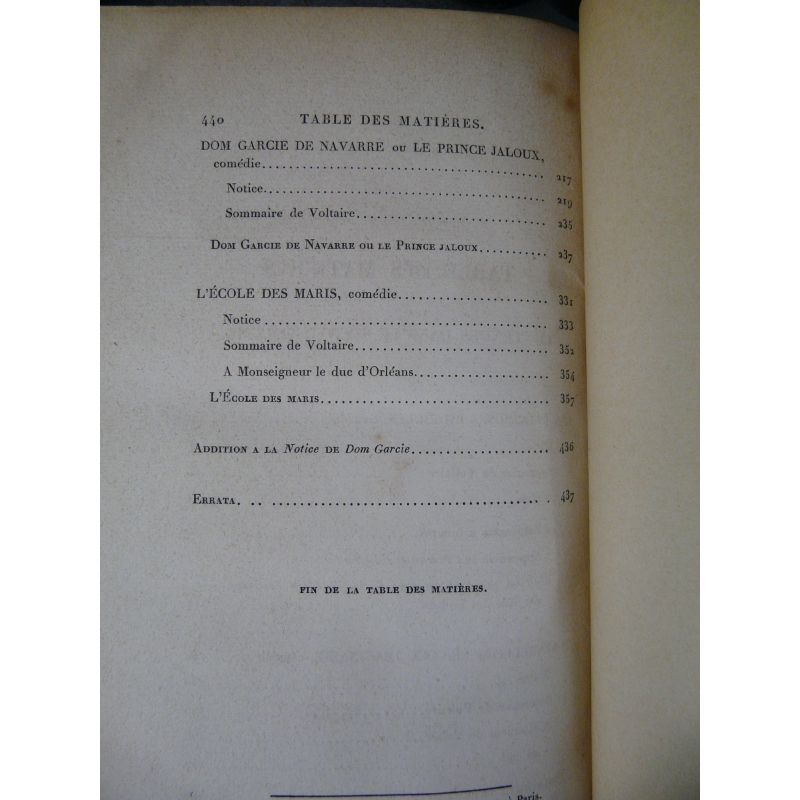 440 TABLE DES MATIÈRES.
DOM GARCIE DE NAVARRE ou LE PRINCE JALOUX,
comédie 217
Notice 219
Sommaire de Voltaire 235
DOM GARCIE DE NAVARRE OU LE PRINCE JALOUX 237
L'ÉCOLE DES MARIS, comédie 331
Notice 333
Sommaire de Voltaire 352
A Monseigneur le duc d'Orléans 354
L'ÉCOLE DES MARIS 357
ADDITION A LA Notice DE Dom Garcie 436
ERRATA 437
FIN DE LA TABLE DES MATIÈRES.
à Paris.